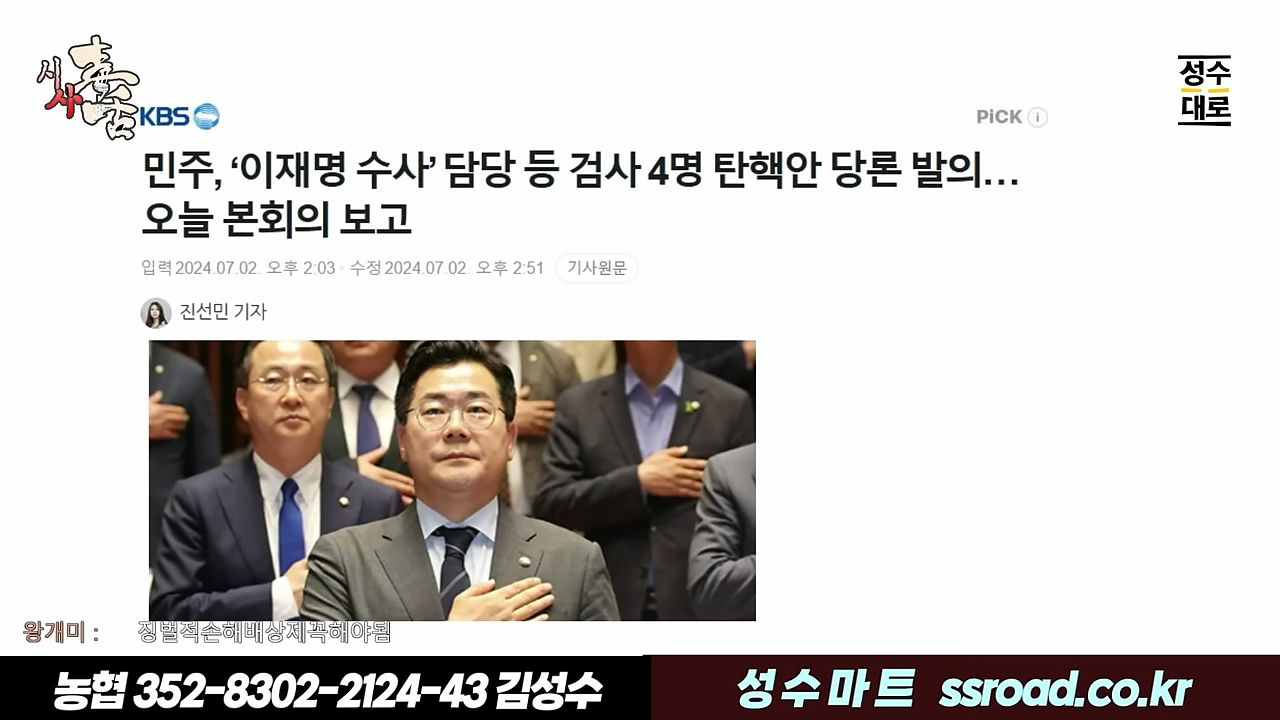 시사
壽苦
성수
대로
KBS
PiCK i
민주, ‘이재명 수사’ 담당 등 검사 4명 탄핵안 당론 발의…
오늘 본회의 보고
입력 2024.07.02. 오후 2:03 수정 2024.07.02. 오후 2:51 기사원문
진선민 기자
왕개미 : 징벌적손해배상제꼭해야됨
농협 352-8302-2124-43 김성수
성수마트 ssroad.co.kr